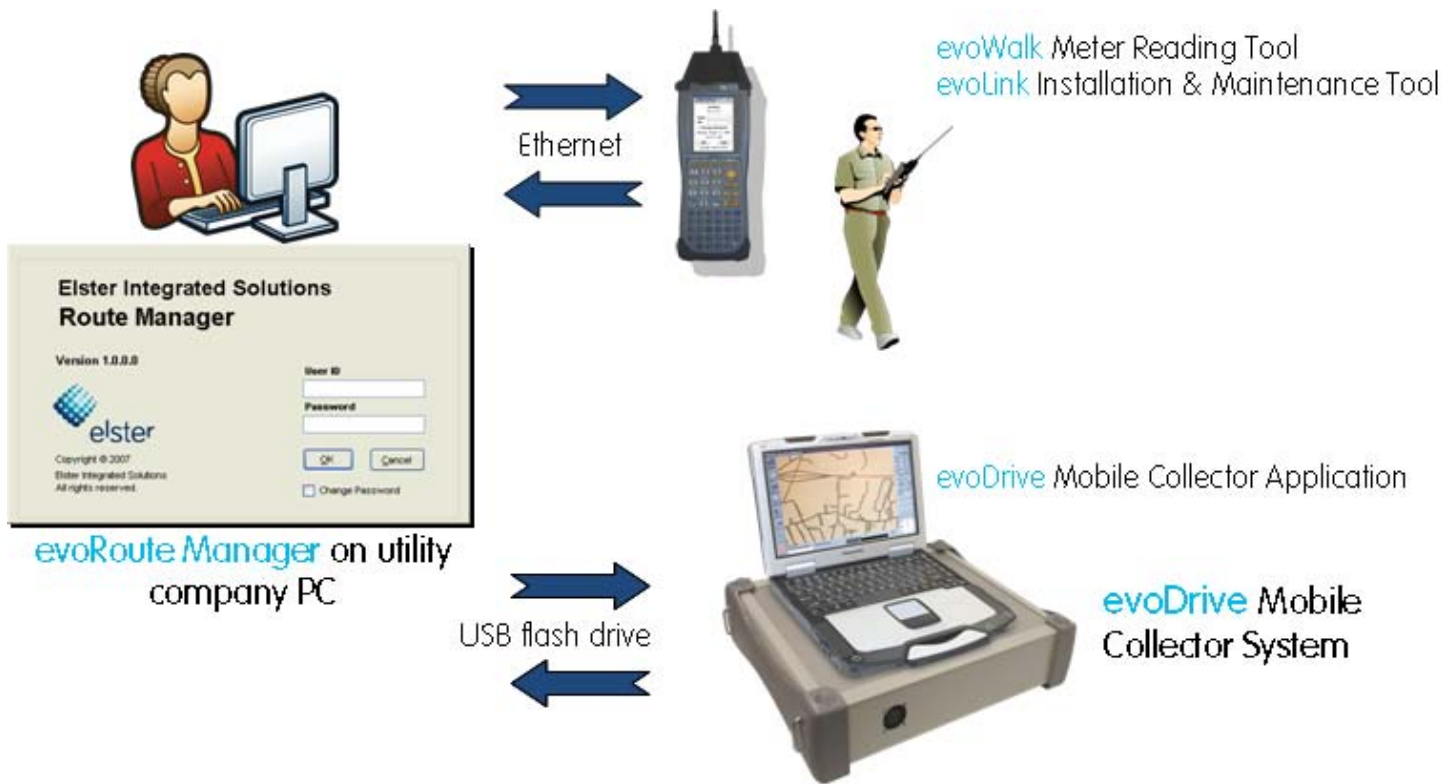 evoWalk Meter Reading Tool
evoLink Installation & Maintenance Tool
Ethernet
Elster Integrated Solutions
Route Manager
Version 1.0.0.0
User ID
Password
elster
OK
Cancel
Copyright © 2007
Elster Integrated Solutions
All rights reserved.
Change Password
evoRoute Manager on utility
company PC
USB flash drive
evoDrive Mobile Collector Application
evoDrive Mobile
Collector System